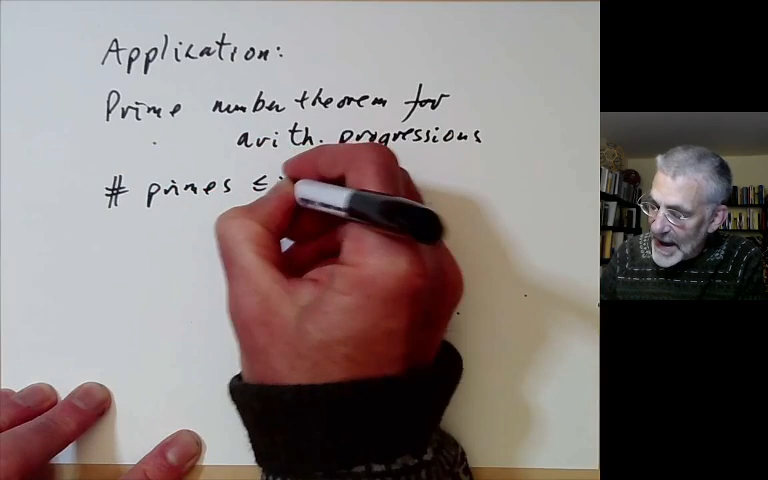 Application:
Prime number theorem for
arith. progressions
# primes ≤